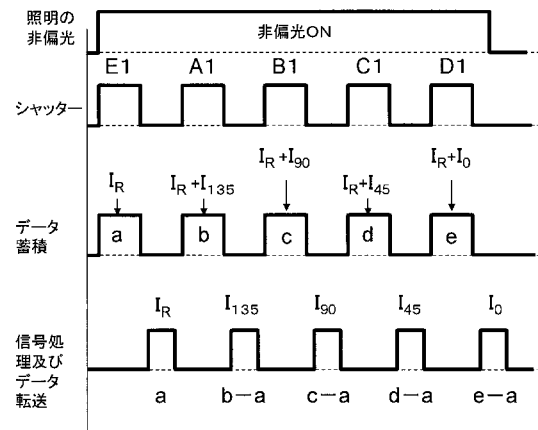 照明の
非偏光
非偏光ON
E1 A1 B1 C1 D1
シャッター
I_R I_R+I_135 I_R+I_90 I_R+I_45 I_R+I_0
データ
蓄積
a b c d e
I_R I_135 I_90 I_45 I_0
信号処
理及び
データ
転送
a b-a c-a d-a e-a